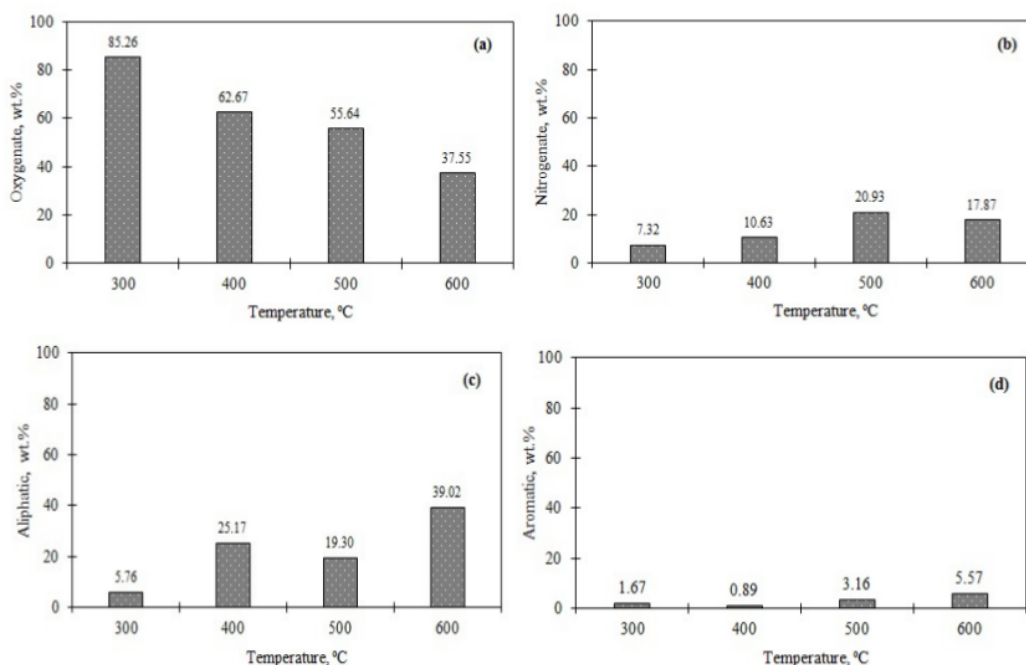 100
80
60
40
20
0
Oxygenate, wt.%
85.26
62.67
55.64
37.55
(a)
300 400 500 600
Temperature, ⁰C
100
80
60
40
20
0
Nitrogenate, wt.%
7.32
10.63
20.93
17.87
(b)
300 400 500 600
Temperature, ⁰C
100
80
60
40
20
0
Aliphatic, wt.%
5.76
25.17
19.30
39.02
(c)
300 400 500 600
Temperature, ⁰C
100
80
60
40
20
0
Aromatic, wt.%
1.67
0.89
3.16
5.57
(d)
300 400 500 600
Temperature, ⁰C